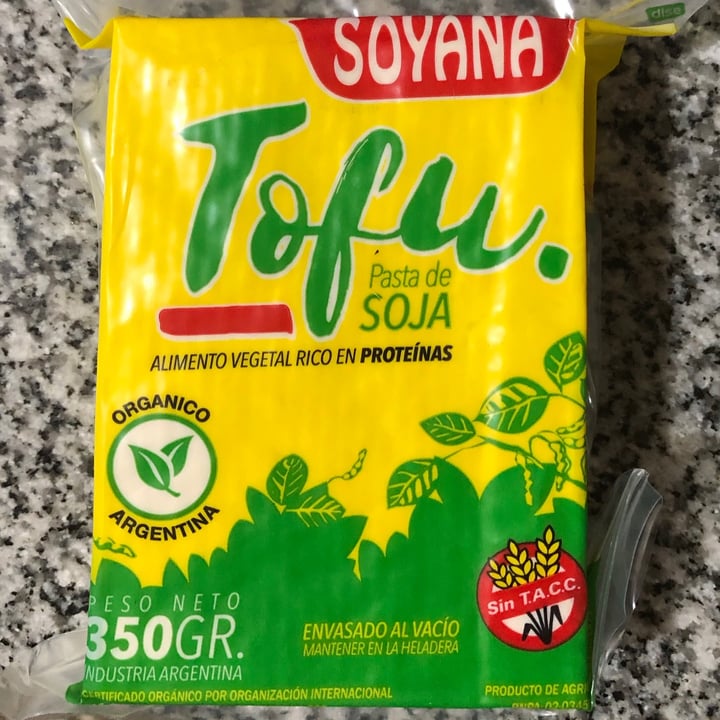 dise
SOYANA
Tofu.
Pasta de
SOJA
ALIMENTO VEGETAL RICO EN PROTEÍNAS
ORGANICO
ARGENTINA
Sin T.A.C.C.
PESO NETO
350GR.
INDUSTRIA ARGENTINA
ENVASADO AL VACÍO
MANTENER EN LA HELADERA
CERTIFICADO ORGÁNICO POR ORGANIZACIÓN INTERNACIONAL
PRODUCTO DE AGRI